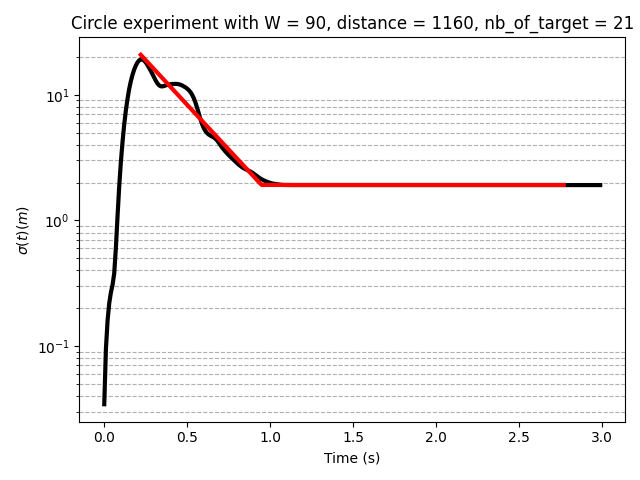 Circle experiment with W = 90, distance = 1160, nb_of_target = 21
10¹
10⁰
10⁻¹
σ(t)(m)
0.0 0.5 1.0 1.5 2.0 2.5 3.0
Time (s)